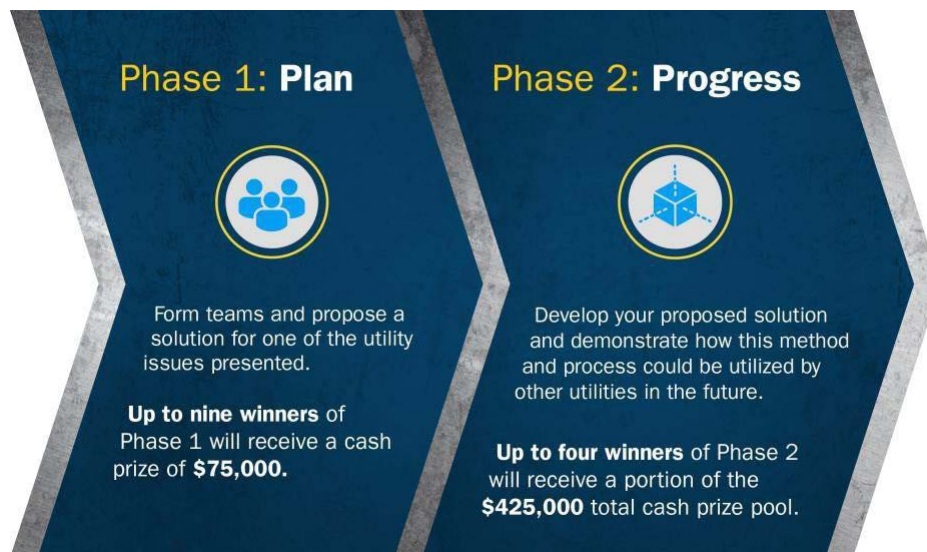 Phase 1: Plan
Form teams and propose a
solution for one of the utility
issues presented.
Up to nine winners of
Phase 1 will receive a cash
prize of $75,000.
Phase 2: Progress
Develop your proposed solution
and demonstrate how this method
and process could be utilized by
other utilities in the future.
Up to four winners of Phase 2
will receive a portion of the
$425,000 total cash prize pool.